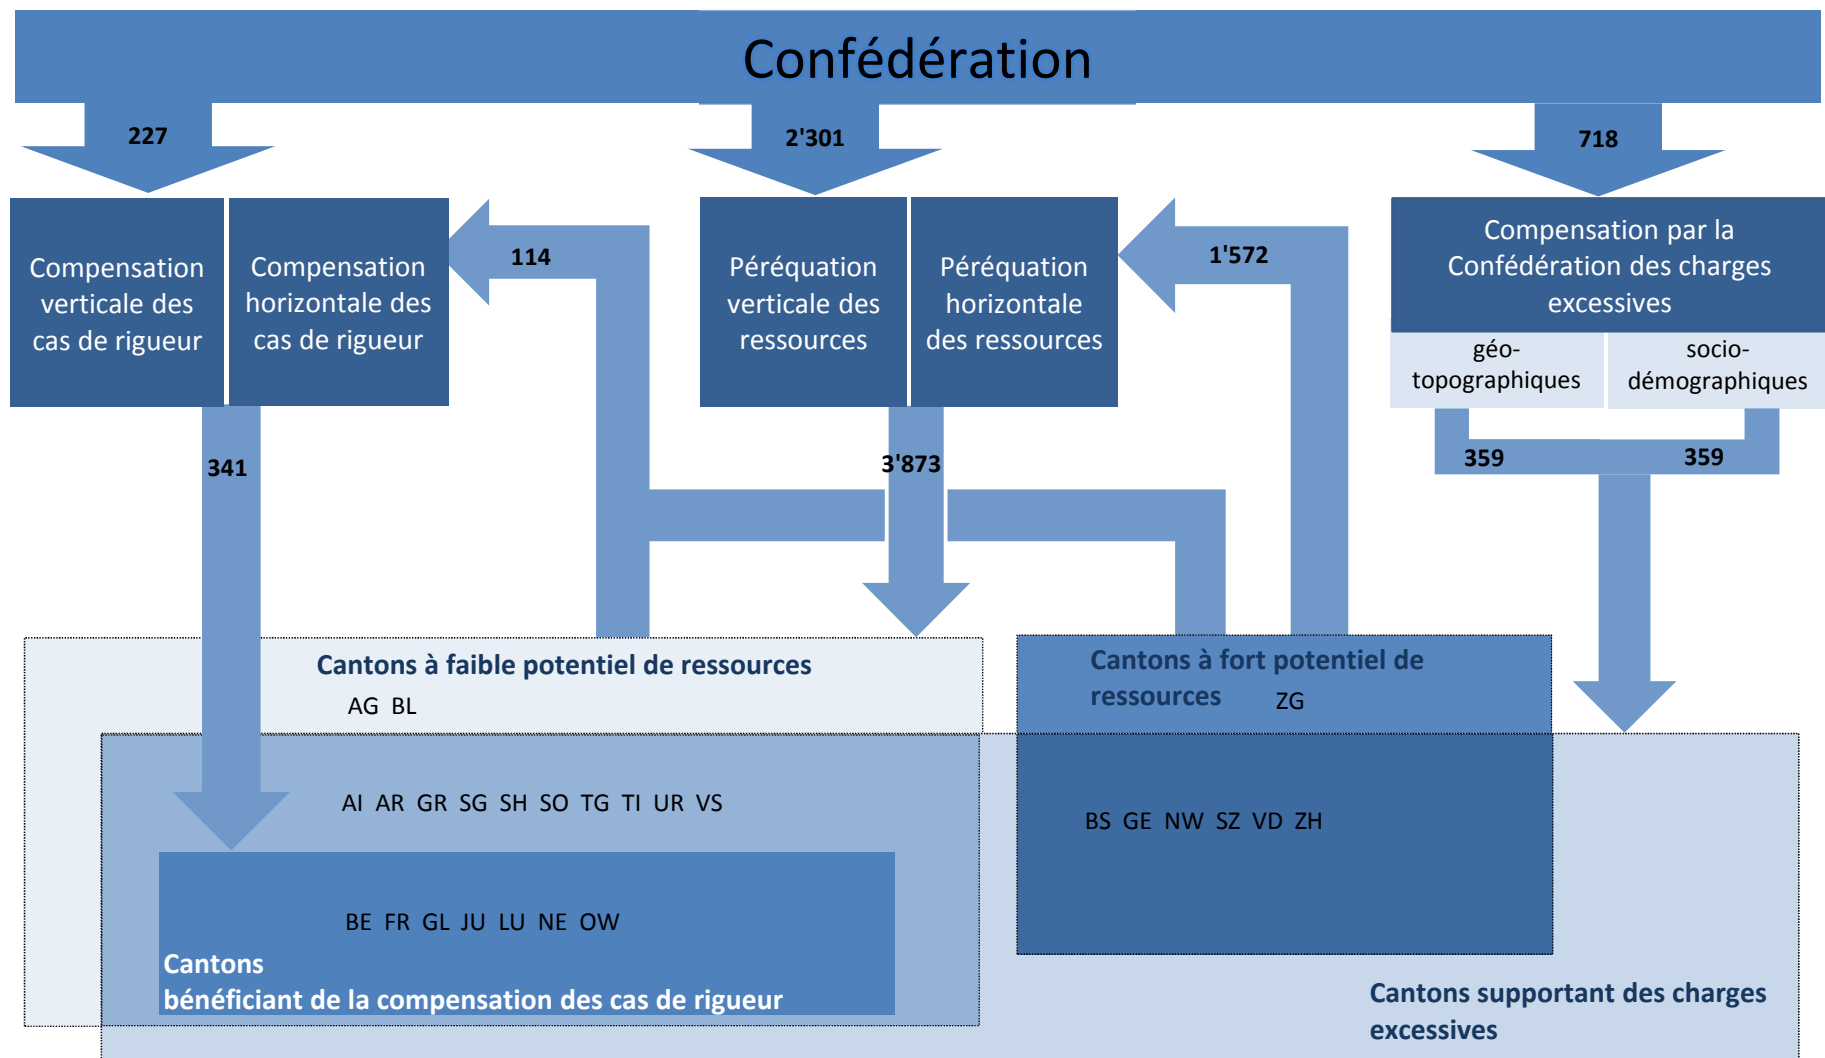 Confédération
227
2'301
718
Compensation
verticale des
cas de rigueur
Compensation
horizontale des
cas de rigueur
114
Péréquation
verticale des
ressources
Péréquation
horizontale
des ressources
1'572
Compensation par la
Confédération des charges
excessives
géo-
topographiques
socio-
démographiques
341
3'873
359
359
Cantons à faible potentiel de ressources
AG BL
Cantons à fort potentiel de
ressources
ZG
AI AR GR SG SH SO TG TI UR VS
BS GE NW SZ VD ZH
BE FR GL JU LU NE OW
Cantons
bénéficiant de la compensation des cas de rigueur
Cantons supportant des charges
excessives